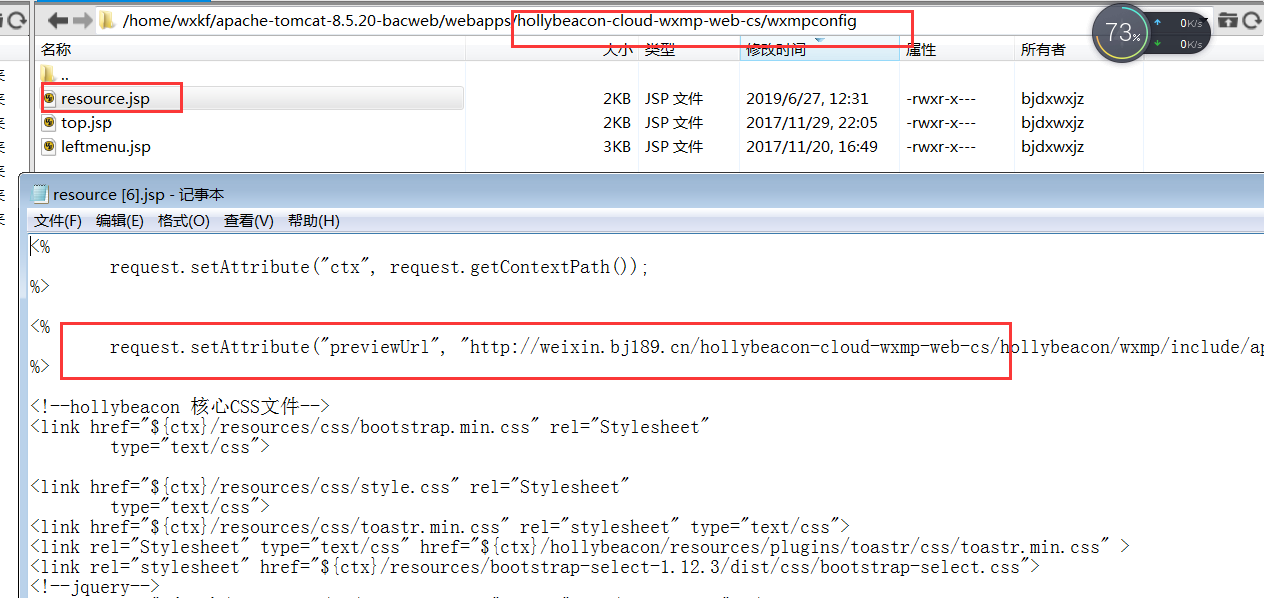 /home/wxkf/apache-tomcat-8.5.20-bacweb/webapps/hollybeacon-cloud-wxmp-web-cs/wxmpconfig
73%
0K/s
0K/s
名称 大小 类型 修改时间 属性 所有者
..
resource.jsp 2KB JSP 文件 2019/6/27, 12:31 -rwxr-x--- bjdxwxjz
top.jsp 2KB JSP 文件 2017/11/29, 22:05 -rwxr-x--- bjdxwxjz
leftmenu.jsp 3KB JSP 文件 2017/11/20, 16:49 -rwxr-x--- bjdxwxjz
resource [6].jsp - 记事本
文件(F) 编辑(E) 格式(O) 查看(V) 帮助(H)
<%
request.setAttribute("ctx", request.getContextPath());
%>
<%
request.setAttribute("previewUrl", "http://weixin.bj189.cn/hollybeacon-cloud-wxmp-web-cs/hollybeacon/wxmp/include/ap
%>
<!--hollybeacon 核心CSS文件-->
<link href="${ctx}/resources/css/bootstrap.min.css" rel="Stylesheet"
type="text/css">
<link href="${ctx}/resources/css/style.css" rel="Stylesheet"
type="text/css">
<link href="${ctx}/resources/css/toastr.min.css" rel="stylesheet" type="text/css">
<link rel="Stylesheet" type="text/css" href="${ctx}/hollybeacon/resources/plugins/toastr/css/toastr.min.css" >
<link rel="stylesheet" href="${ctx}/resources/bootstrap-select-1.12.3/dist/css/bootstrap-select.css">
<!--jquery-->